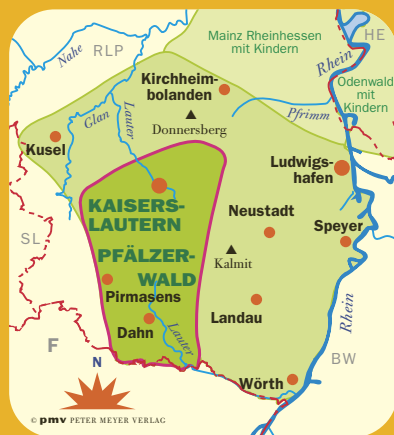 HE
Mainz Rheinhessen
mit Kindern
RLP
Nahe
Rhein
Kirchheim-
bolanden
Odenwald
mit
Kindern
Glan
Lauter
Pfrimm
Donnersberg
Kusel
Ludwigs-
hafen
KAISERS-
LAUTERN
Neustadt
Speyer
SL
PFÄLZER-
WALD
Kalmit
Pirmasens
Landau
Rhein
Dahn
Lauter
F
N
BW
Wörth
© pmv PETER MEYER VERLAG